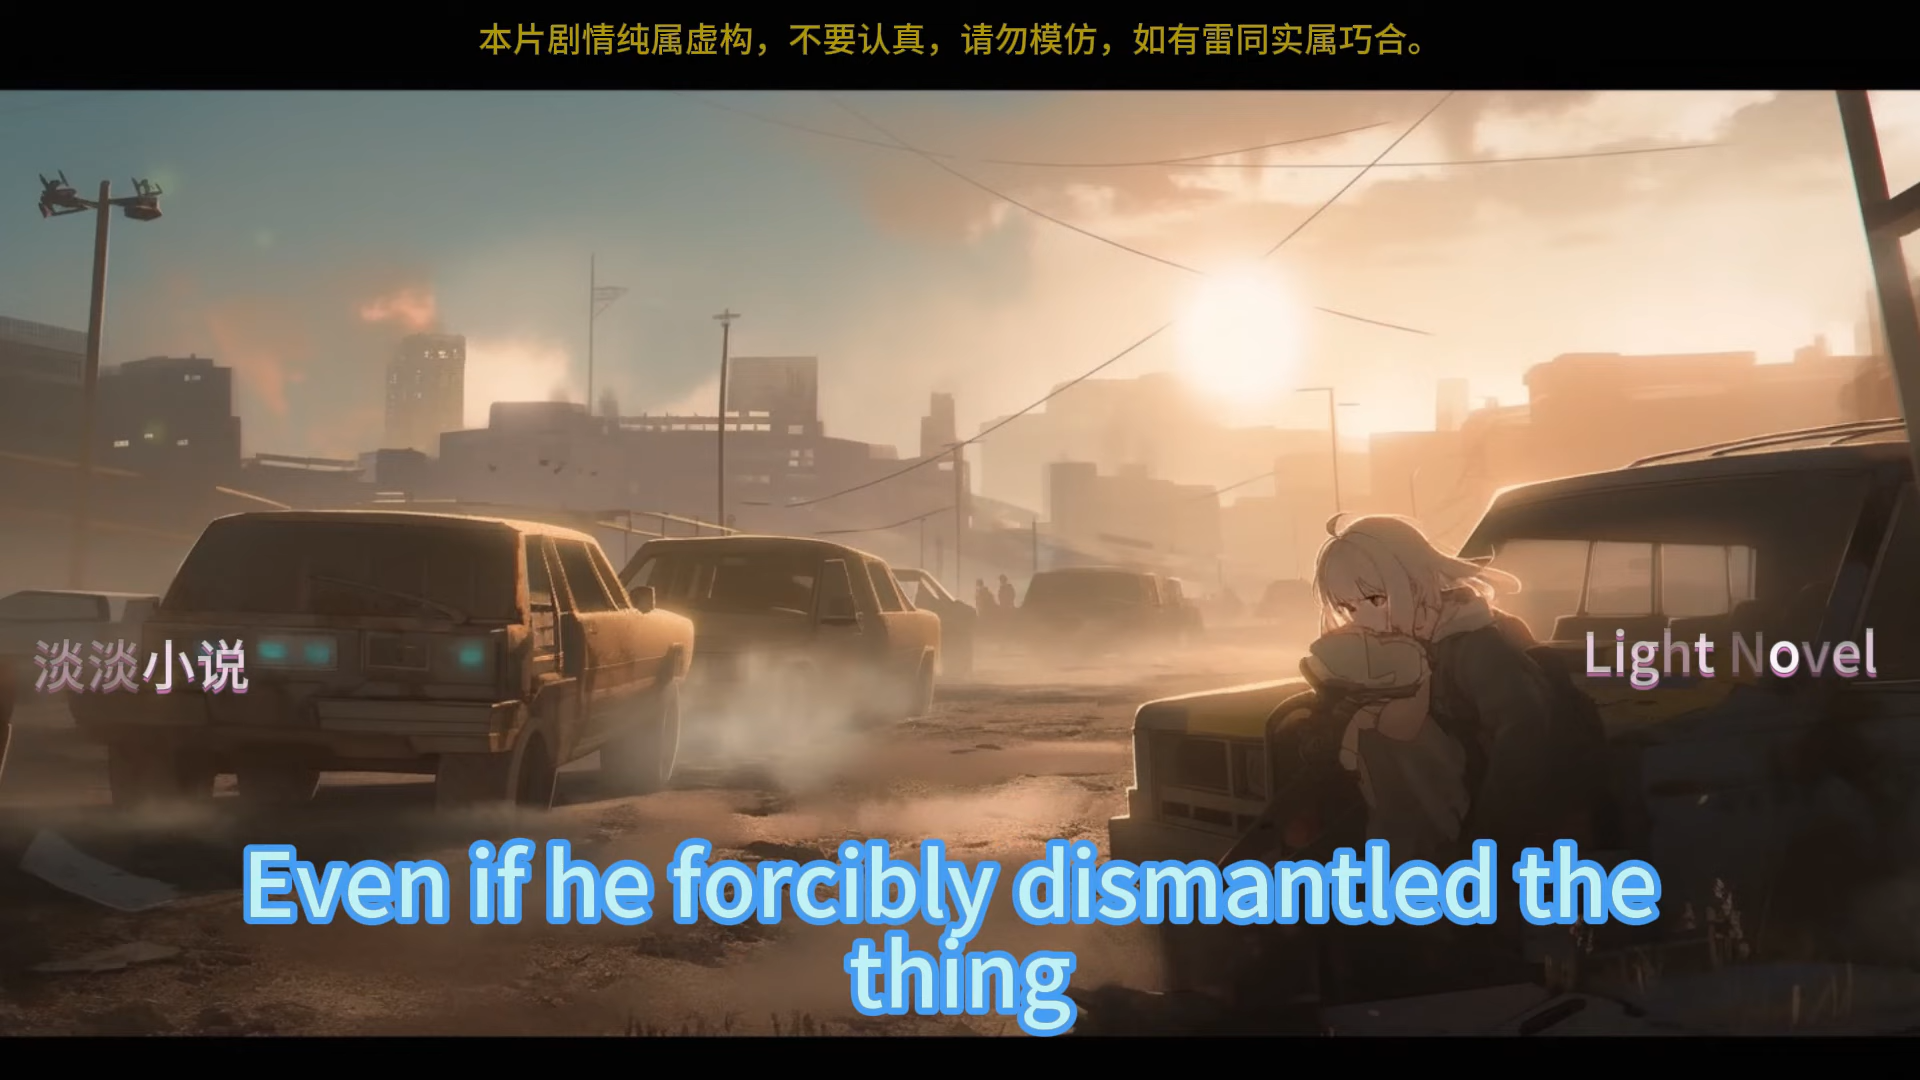 本片剧情纯属虚构，不要认真，请勿模仿，如有雷同实属巧合。
淡淡小说
Light Novel
Even if he forcibly dismantled the
thing